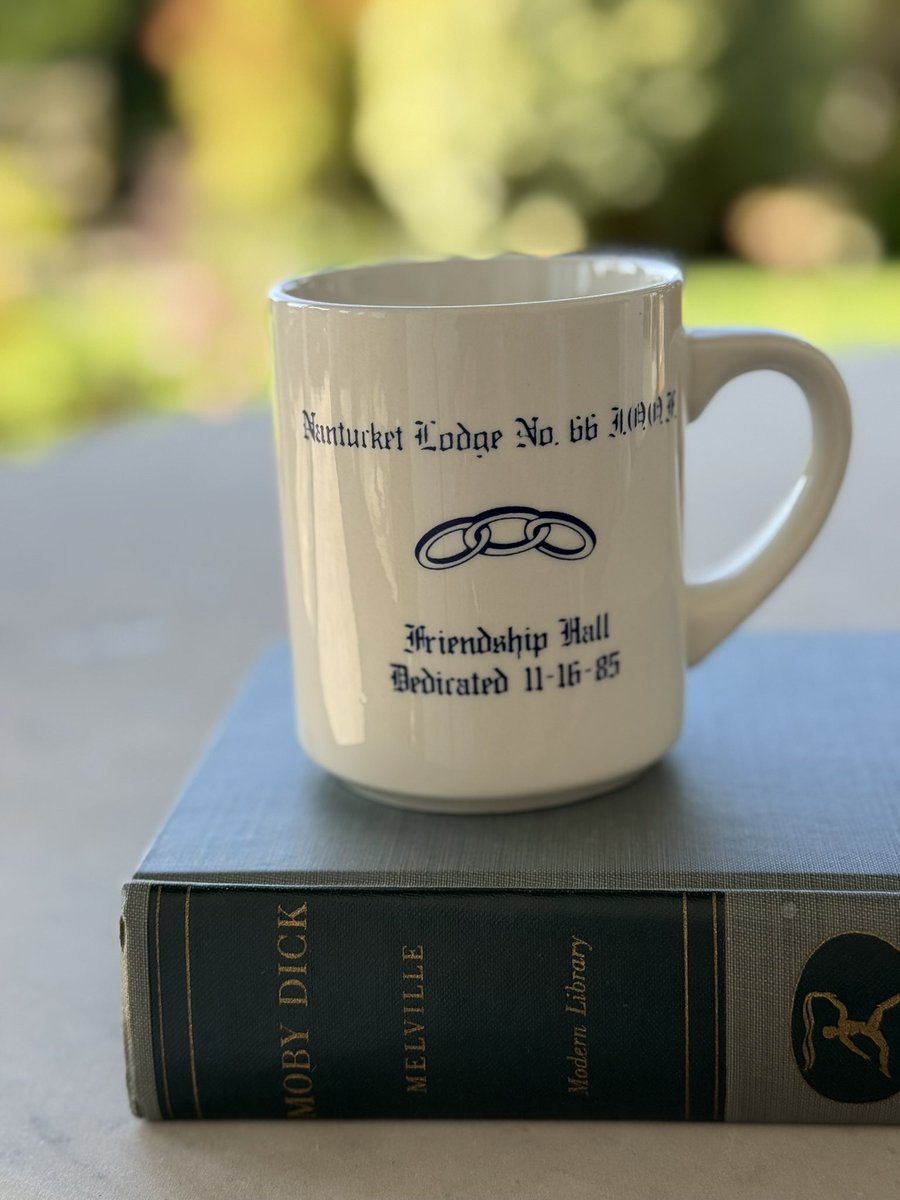 Nantucket Lodge No. 66 I.O.O.F.
Friendship Hall
Dedicated 11-16-85
MOBY DICK
MELVILLE
Modern Library